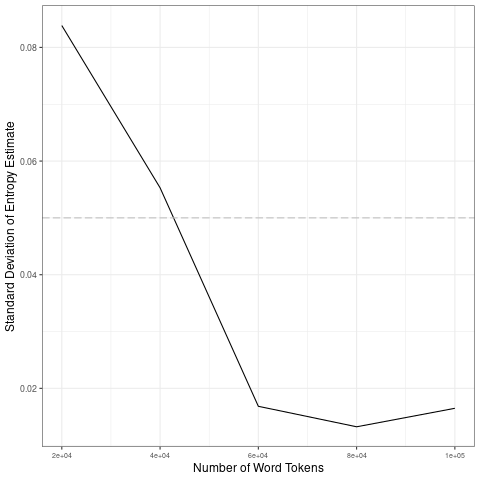 Standard Deviation of Entropy Estimate
0.08
0.06
0.04
0.02
2e+04 4e+04 6e+04 8e+04 1e+05
Number of Word Tokens